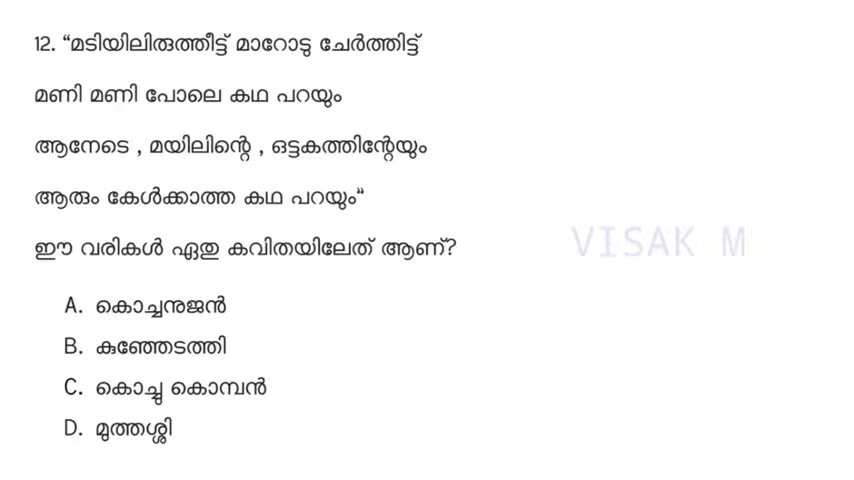 12. “മടിയിലിരുത്തീട്ട് മാറോടു ചേർത്തിട്ട്
മണി മണി പോലെ കഥ പറയും
ആനേടെ , മയിലിന്റെ , ഒട്ടകത്തിന്റേയും
ആരും കേൾക്കാത്ത കഥ പറയും”
ഈ വരികൾ ഏതു കവിതയിലേത് ആണ്?
VISAK M
A. കൊച്ചനുജൻ
B. കുഞ്ഞേടത്തി
C. കൊച്ചു കൊമ്പൻ
D. മുത്തശ്ശി